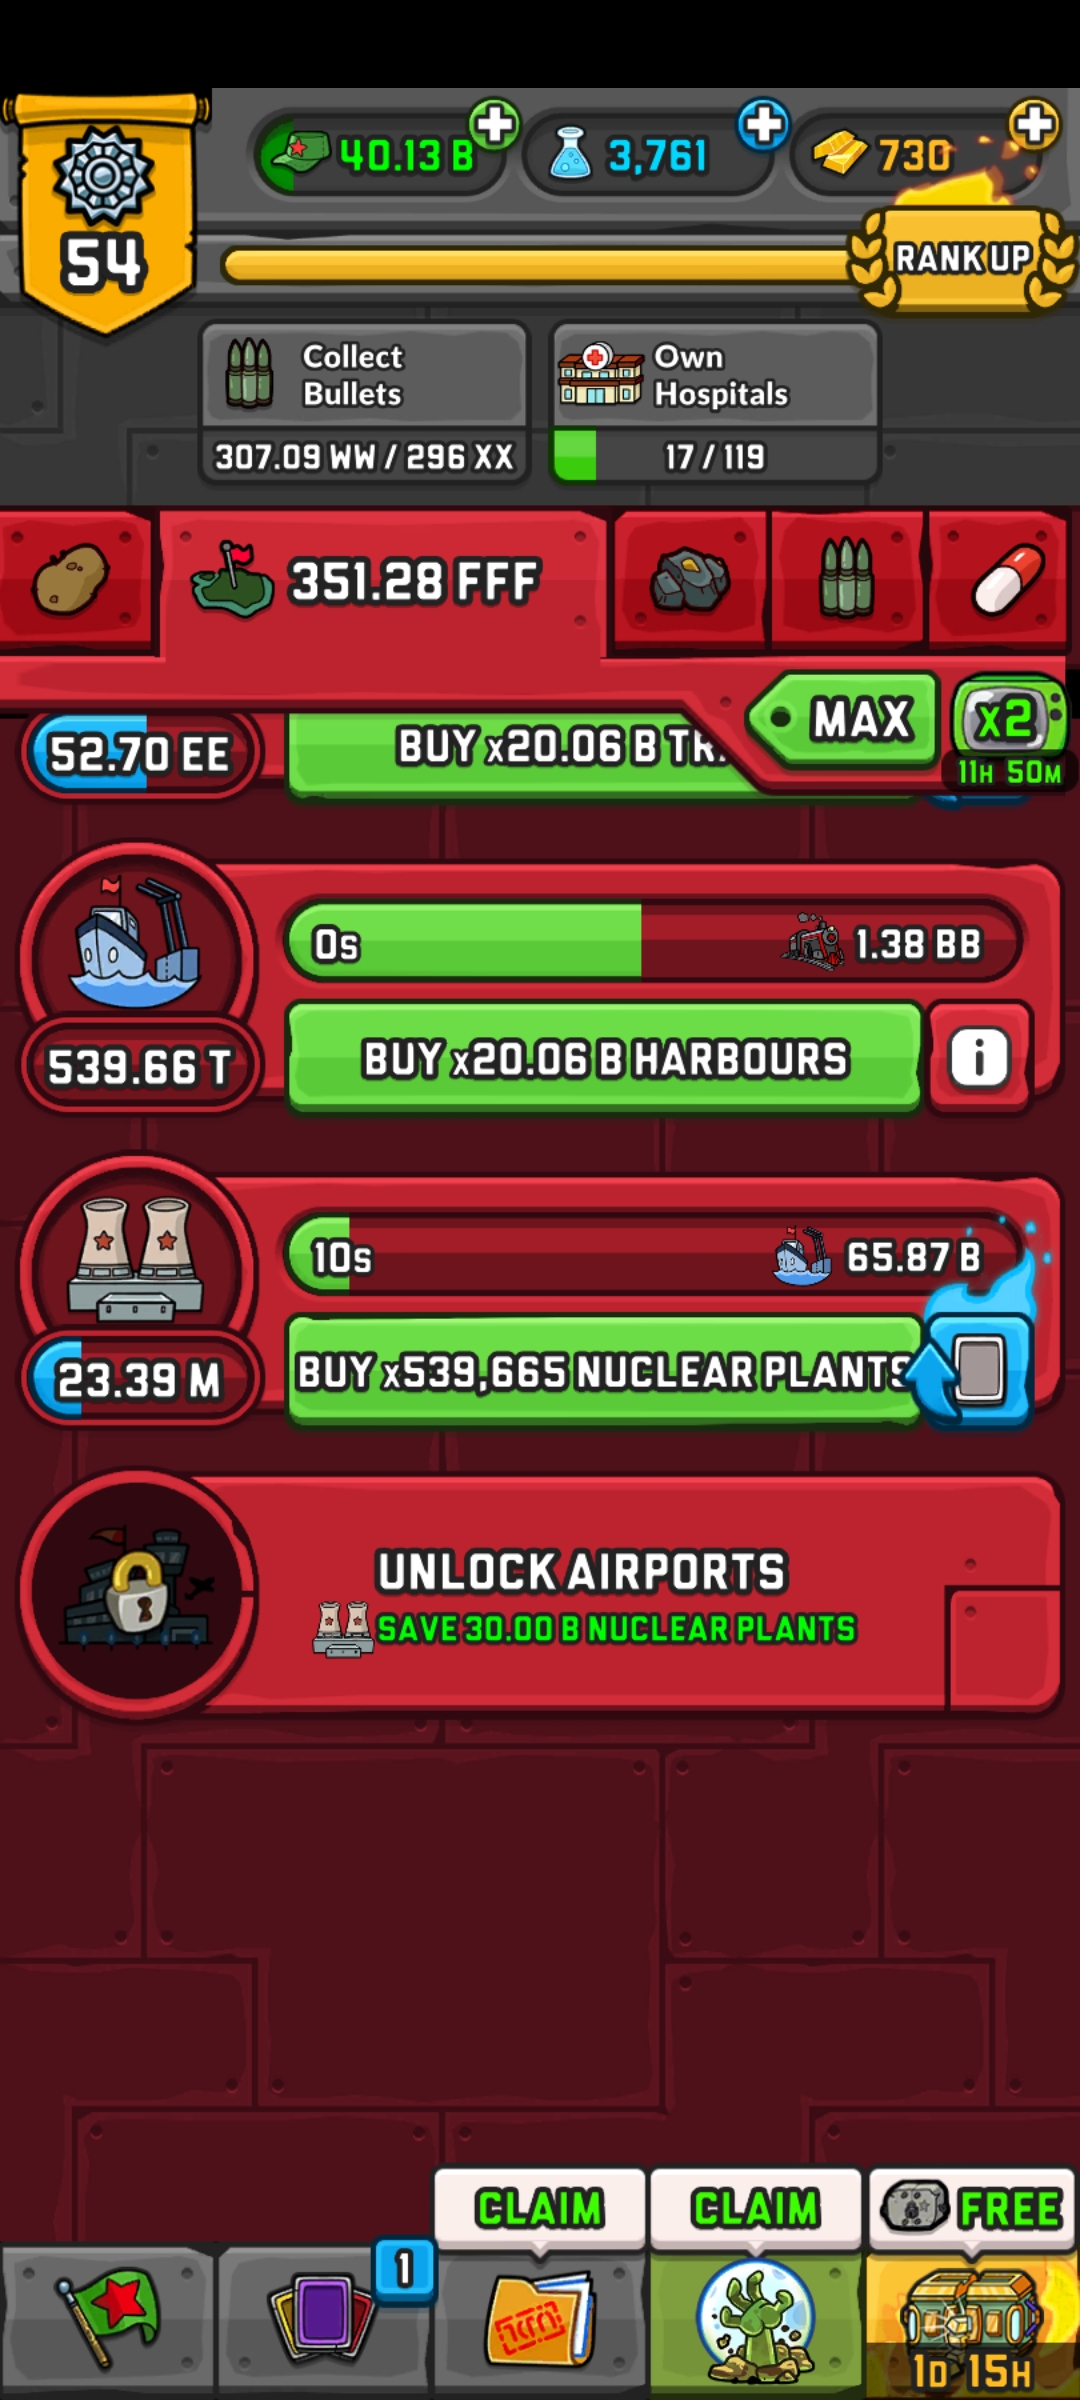 40.13 B
3,761
730
54
RANK UP
Collect
Bullets
307.09 WW / 296 XX
Own
Hospitals
17 / 119
351.28 FFF
MAX
x2
11H 50M
52.70 EE
BUY x20.06 B
0s
1.38 BB
539.66 T
BUY x20.06 B HARBOURS
i
10s
65.87 B
23.39 M
BUY x539,665 NUCLEAR PLANTS
UNLOCK AIRPORTS
SAVE 30.00 B NUCLEAR PLANTS
CLAIM
CLAIM
FREE
1
1D 15H